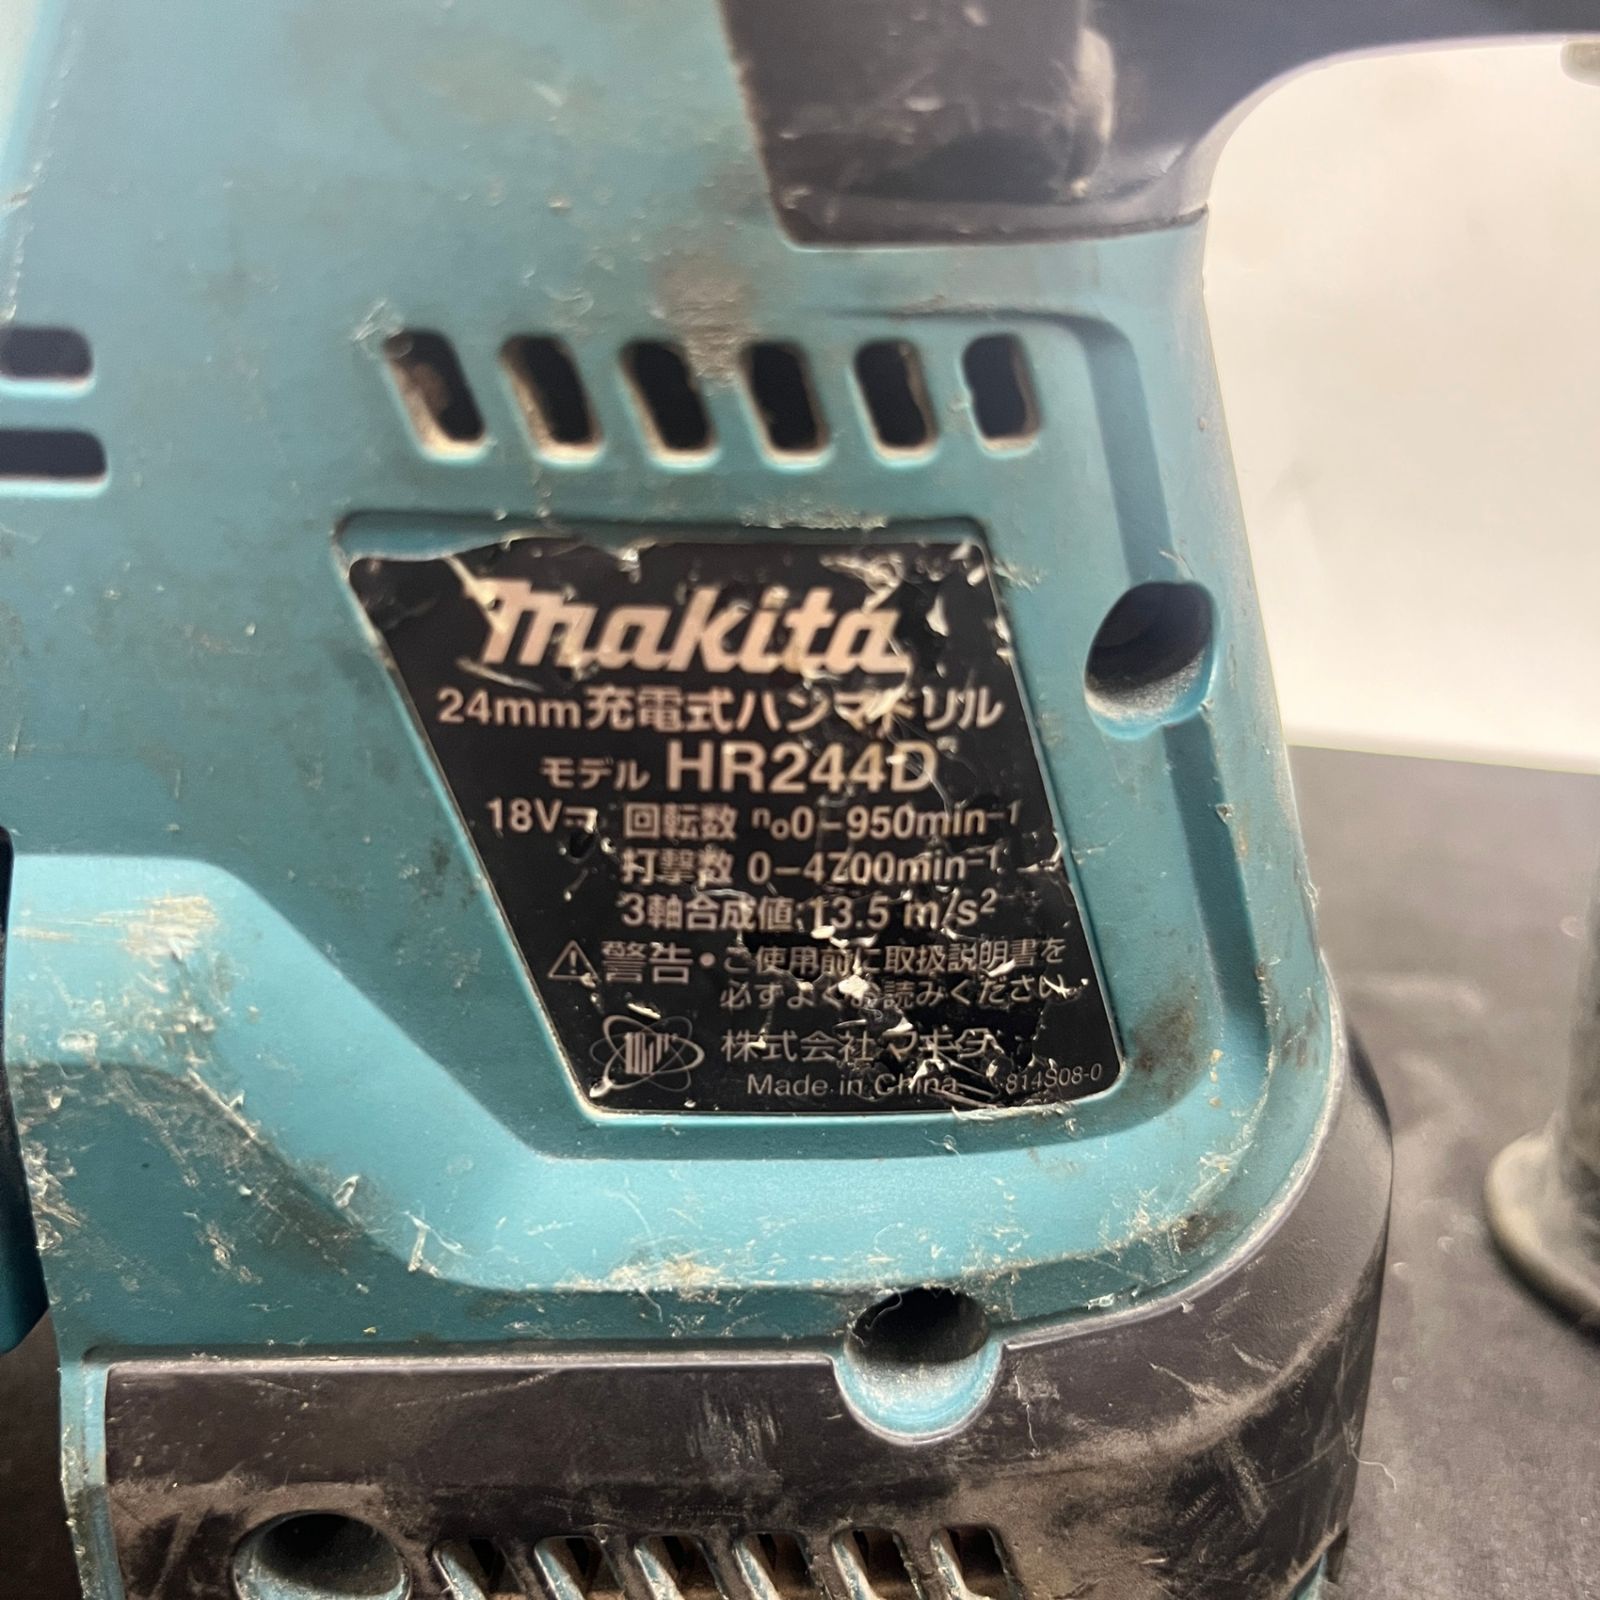 makita
24mm充電式ハンマドリル
モデル HR244D
18V⎓ 回転数 n₀0-950min⁻¹
打撃数 0-4700min⁻¹
3軸合成値:13.5 m/s²
⚠警告・ご使用前に取扱説明書を
必ずよくお読みください
株式会社 マキタ
Made in China 814S08-0